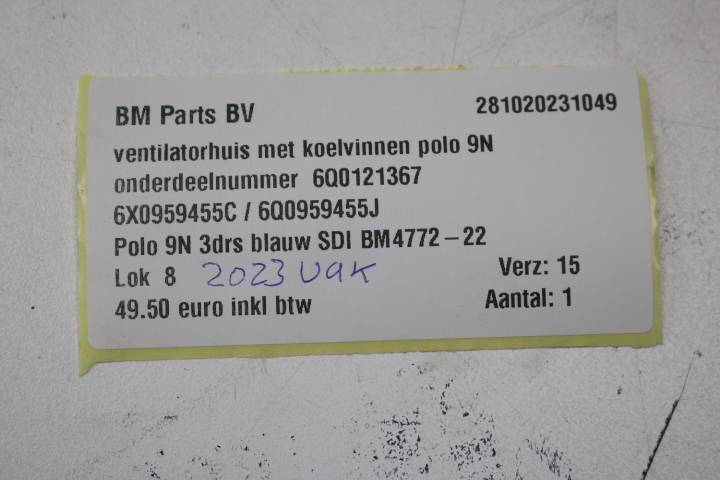 BM Parts BV 281020231049
ventilatorhuis met koelvinnen polo 9N
onderdeelnummer 6Q0121367
6X0959455C / 6Q0959455J
Polo 9N 3drs blauw SDI BM4772-22
Lok 8 2023 Vak Verz: 15
49.50 euro inkl btw Aantal: 1